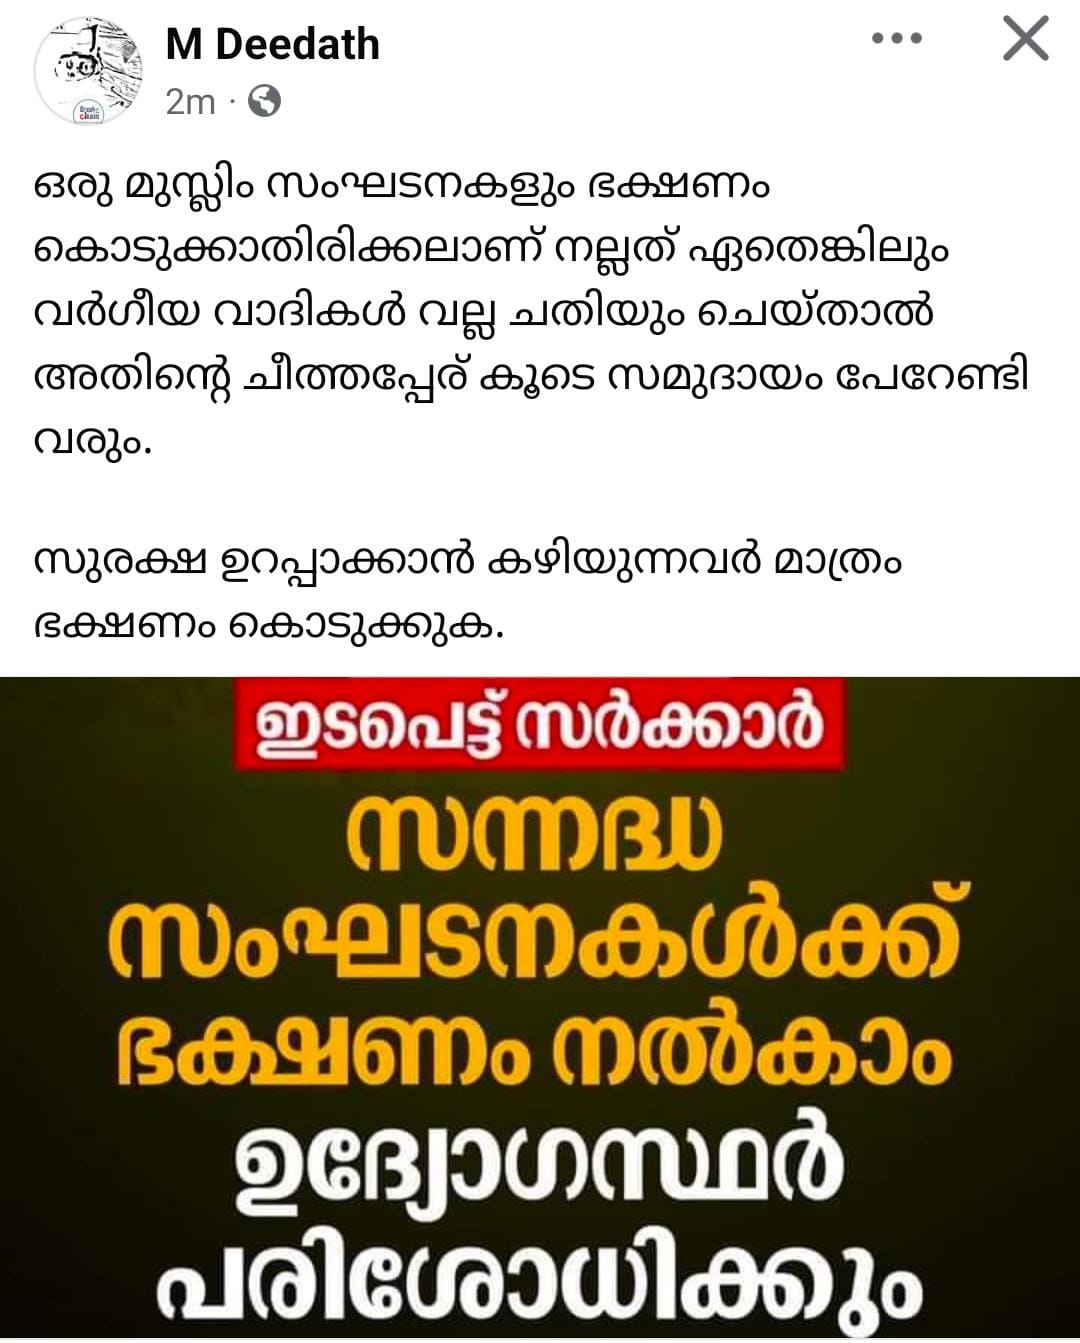 M Deedath
2m ·
ഒരു മുസ്ലിം സംഘടനകളും ഭക്ഷണം
കൊടുക്കാതിരിക്കലാണ് നല്ലത് ഏതെങ്കിലും
വർഗീയ വാദികൾ വല്ല ചതിയും ചെയ്താൽ
അതിന്റെ ചീത്തപ്പേര് കൂടെ സമുദായം പേറേണ്ടി
വരും.
സുരക്ഷ ഉറപ്പാക്കാൻ കഴിയുന്നവർ മാത്രം
ഭക്ഷണം കൊടുക്കുക.
ഇടപെട്ട് സർക്കാർ
സന്നദ്ധ
സംഘടനകൾക്ക്
ഭക്ഷണം നൽകാം
ഉദ്യോഗസ്ഥർ
പരിശോധിക്കും